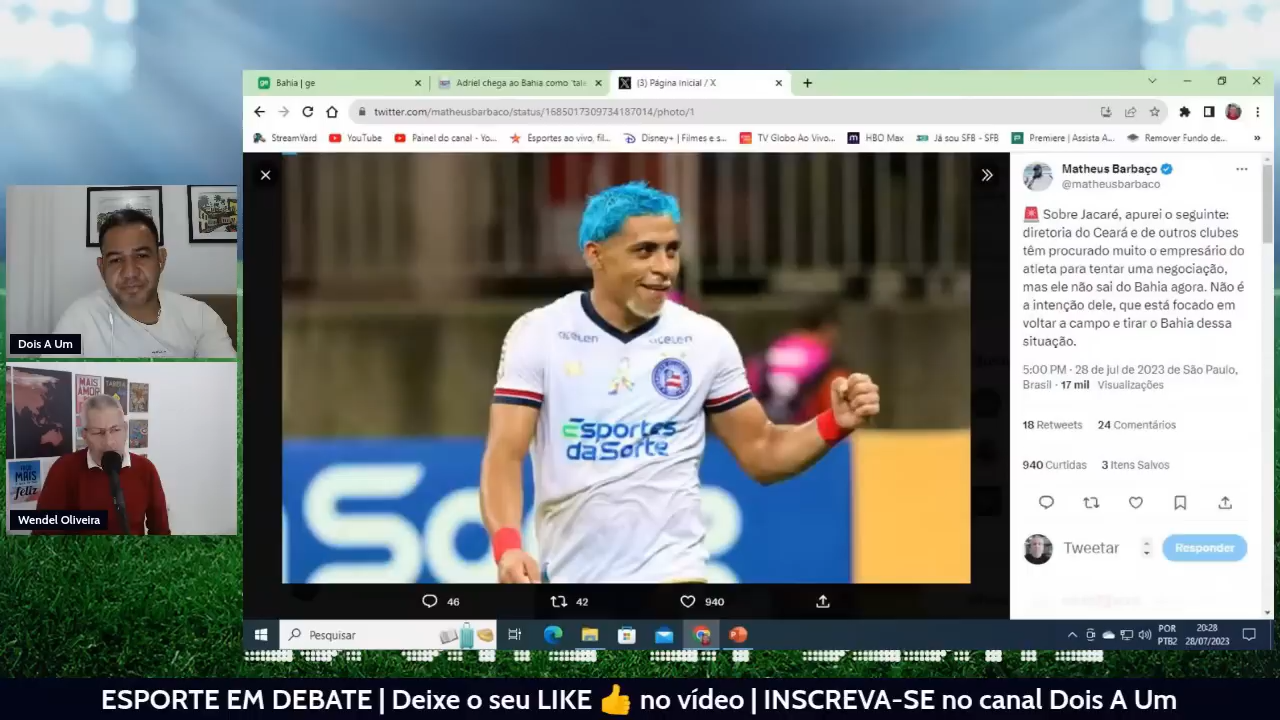 Bahia | ge
Adriel chega ao Bahia como 'tale
(3) Página Inicial / X
twitter.com/matheusbarbaco/status/1685017309734187014/photo/1
StreamYard
YouTube
Painel do canal - Yo...
Esportes ao vivo, fil...
Disney+ | Filmes e s...
TV Globo Ao Vivo...
HBO Max
Já sou SFB - SFB
Premiere | Assista A...
Remover Fundo de...
Matheus Barbaço
@matheusbarbaco
Sobre Jacaré, apurei o seguinte:
diretoria do Ceará e de outros clubes
têm procurado muito o empresário do
atleta para tentar uma negociação,
mas ele não sai do Bahia agora. Não é
a intenção dele, que está focado em
voltar a campo e tirar o Bahia dessa
situação.
5:00 PM · 28 de jul de 2023 de São Paulo,
Brasil · 17 mil Visualizações
18 Retweets 24 Comentários
940 Curtidas 3 Itens Salvos
Tweetar
Responder
acelen acelen
Esportes
da Sorte
46
42
940
Dois A Um
MAIS
AMOR
MAIS
feliz
Wendel Oliveira
Pesquisar
POR
PTB2
20:28
28/07/2023
ESPORTE EM DEBATE | Deixe o seu LIKE 👍 no vídeo | INSCREVA-SE no canal Dois A Um